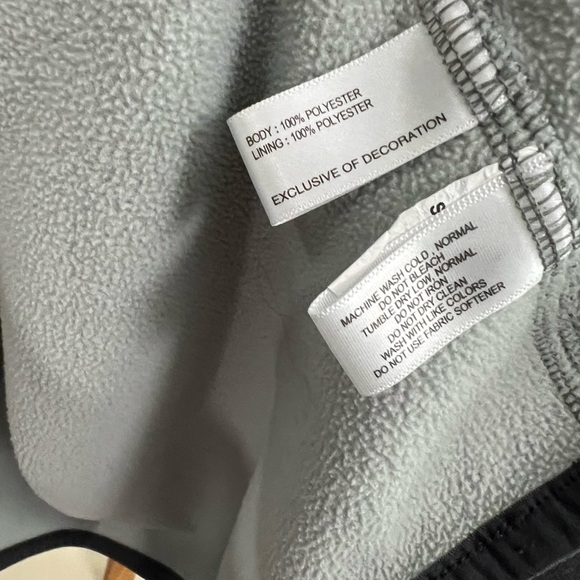 BODY : 100% POLYESTER
LINING : 100% POLYESTER
EXCLUSIVE OF DECORATION
S
MACHINE WASH COLD NORMAL
DO NOT BLEACH
TUMBLE DRY LOW, NORMAL
DO NOT IRON
DO NOT DRY CLEAN
WASH WITH LIKE COLORS
DO NOT USE FABRIC SOFTENER